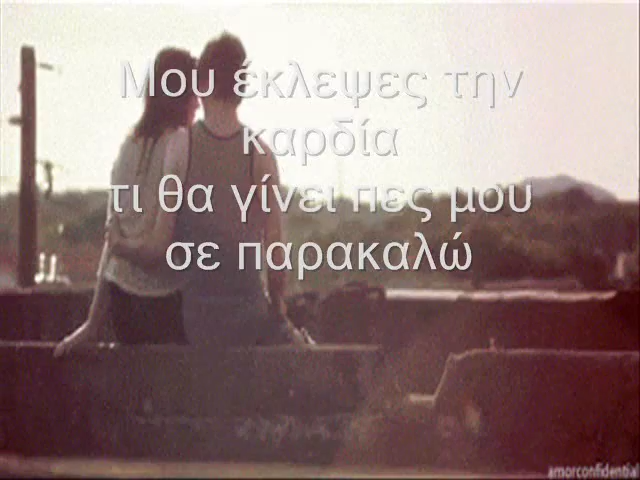 Μου έκλεψες την
καρδία
τι θα γίνει πες μου
σε παρακαλώ
amorconfidential